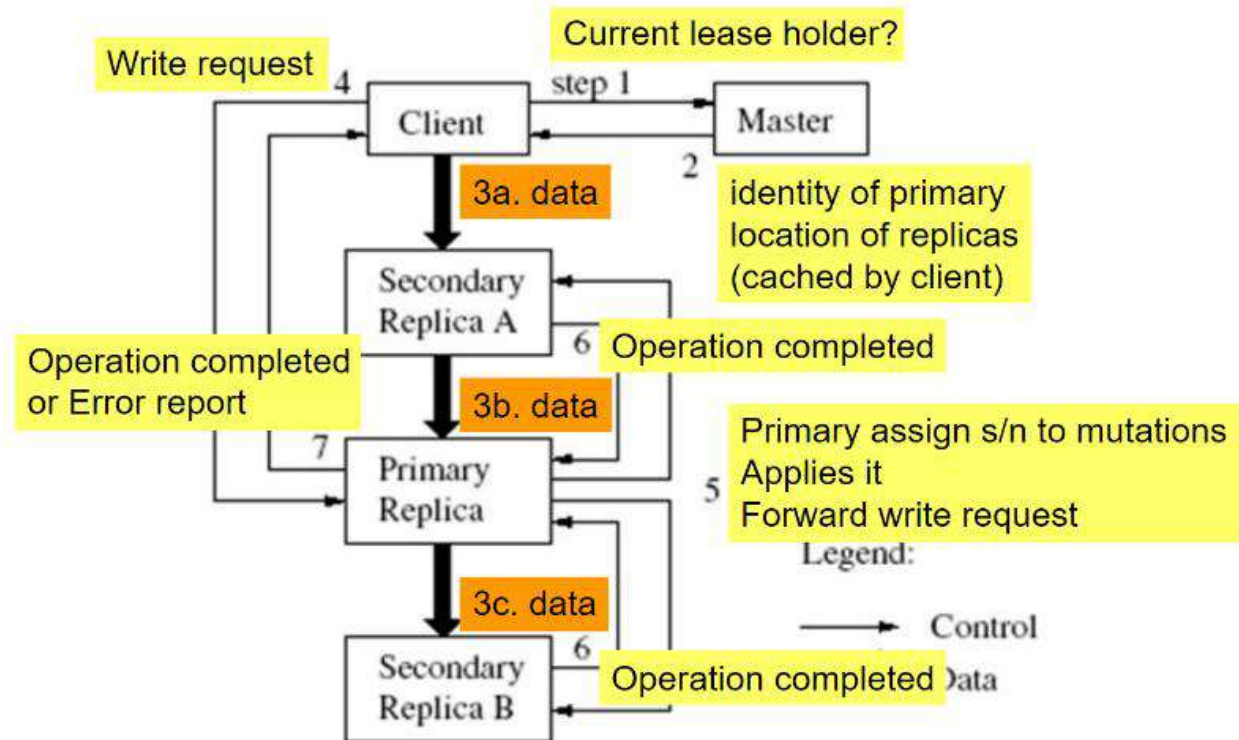 Current lease holder?
Write request
4
step 1
Client
Master
2
3a. data
identity of primary
location of replicas
(cached by client)
Secondary
Replica A
6
Operation completed
Operation completed
or Error report
3b. data
7
Primary
Replica
5
Primary assign s/n to mutations
Applies it
Forward write request
Legend:
3c. data
Control
Secondary
Replica B
6
Operation completed